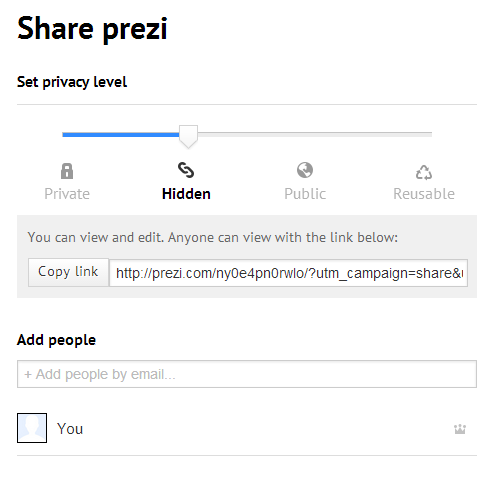 Share prezi
Set privacy level
Private Hidden Public Reusable
You can view and edit. Anyone can view with the link below:
Copy link http://prezi.com/ny0e4pn0rwlo/?utm_campaign=share&
Add people
+ Add people by email...
You